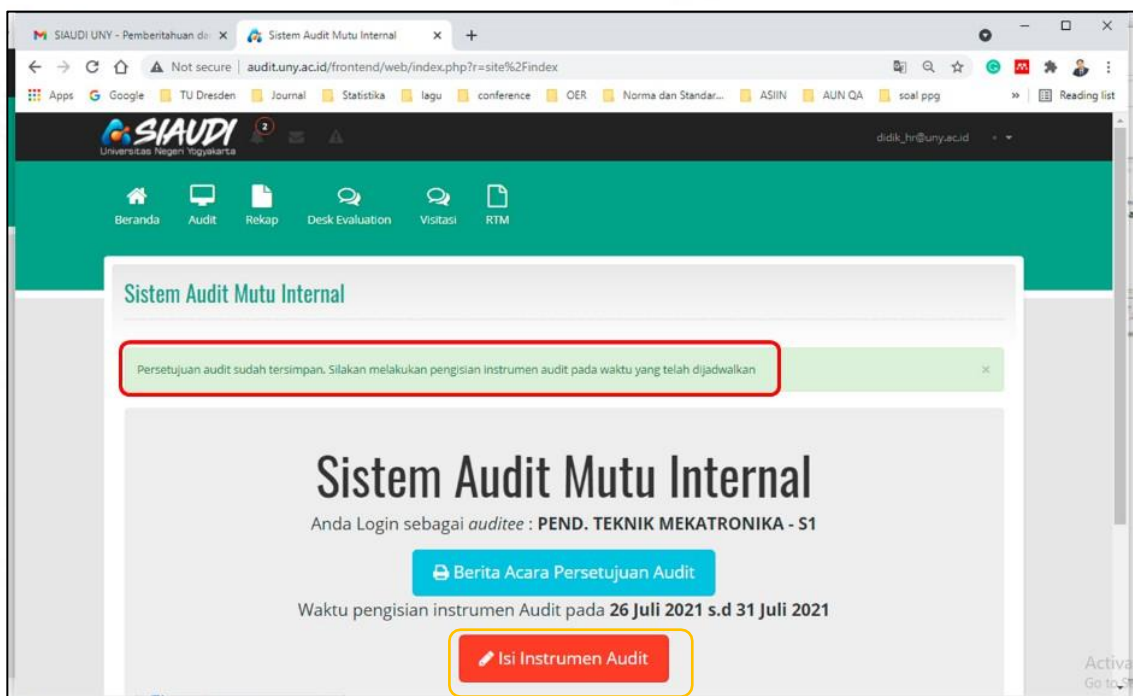 SIAUDI UNY - Pemberitahuan da
Sistem Audit Mutu Internal
Not secure | audit.uny.ac.id/frontend/web/index.php?r=site%2Findex
Apps Google TU Dresden Journal Statistika lagu conference OER Norma dan Standar... ASIIN AUN QA soal ppg » Reading list
SIAUDI 2 didik_hr@uny.ac.id
Universitas Negeri Yogyakarta
Beranda Audit Rekap Desk Evaluation Visitasi RTM
Sistem Audit Mutu Internal
Persetujuan audit sudah tersimpan. Silakan melakukan pengisian instrumen audit pada waktu yang telah dijadwalkan ×
Sistem Audit Mutu Internal
Anda Login sebagai auditee : PEND. TEKNIK MEKATRONIKA - S1
Berita Acara Persetujuan Audit
Waktu pengisian instrumen Audit pada 26 Juli 2021 s.d 31 Juli 2021
Isi Instrumen Audit
Activa
Go to S